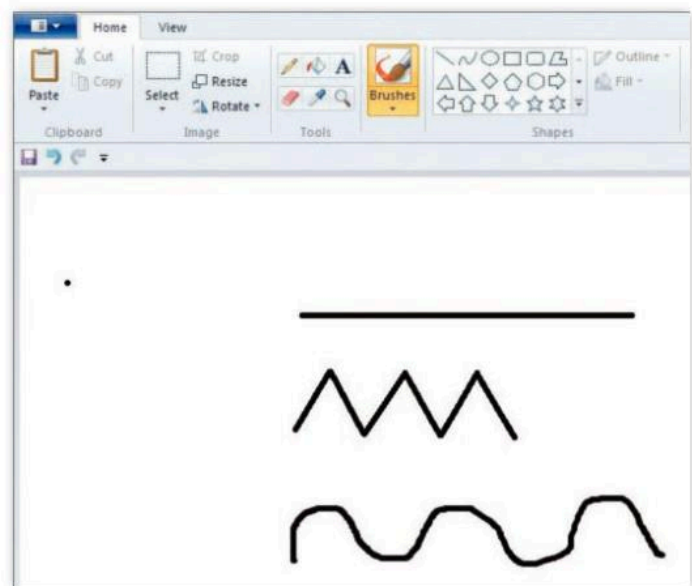 Home View
Cut Crop Outline
Copy Resize A Fill
Paste Select Rotate Brushes
Clipboard Image Tools Shapes